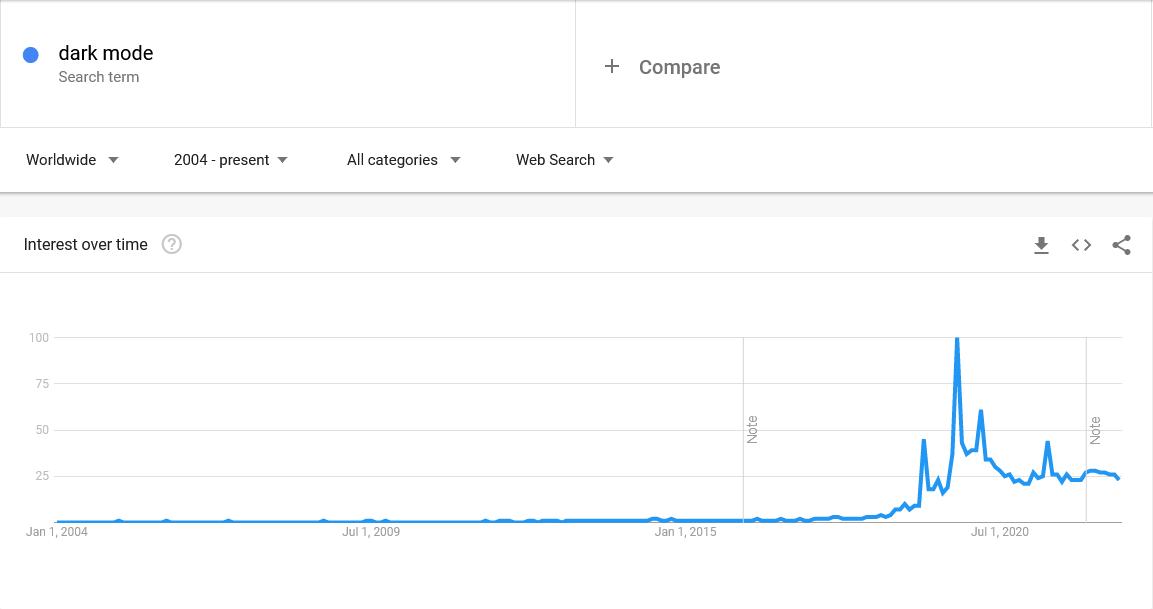 dark mode
Search term
+ Compare
Worldwide
2004 - present
All categories
Web Search
Interest over time
?
100
75
50
25
Note
Note
Jan 1, 2004
Jul 1, 2009
Jan 1, 2015
Jul 1, 2020